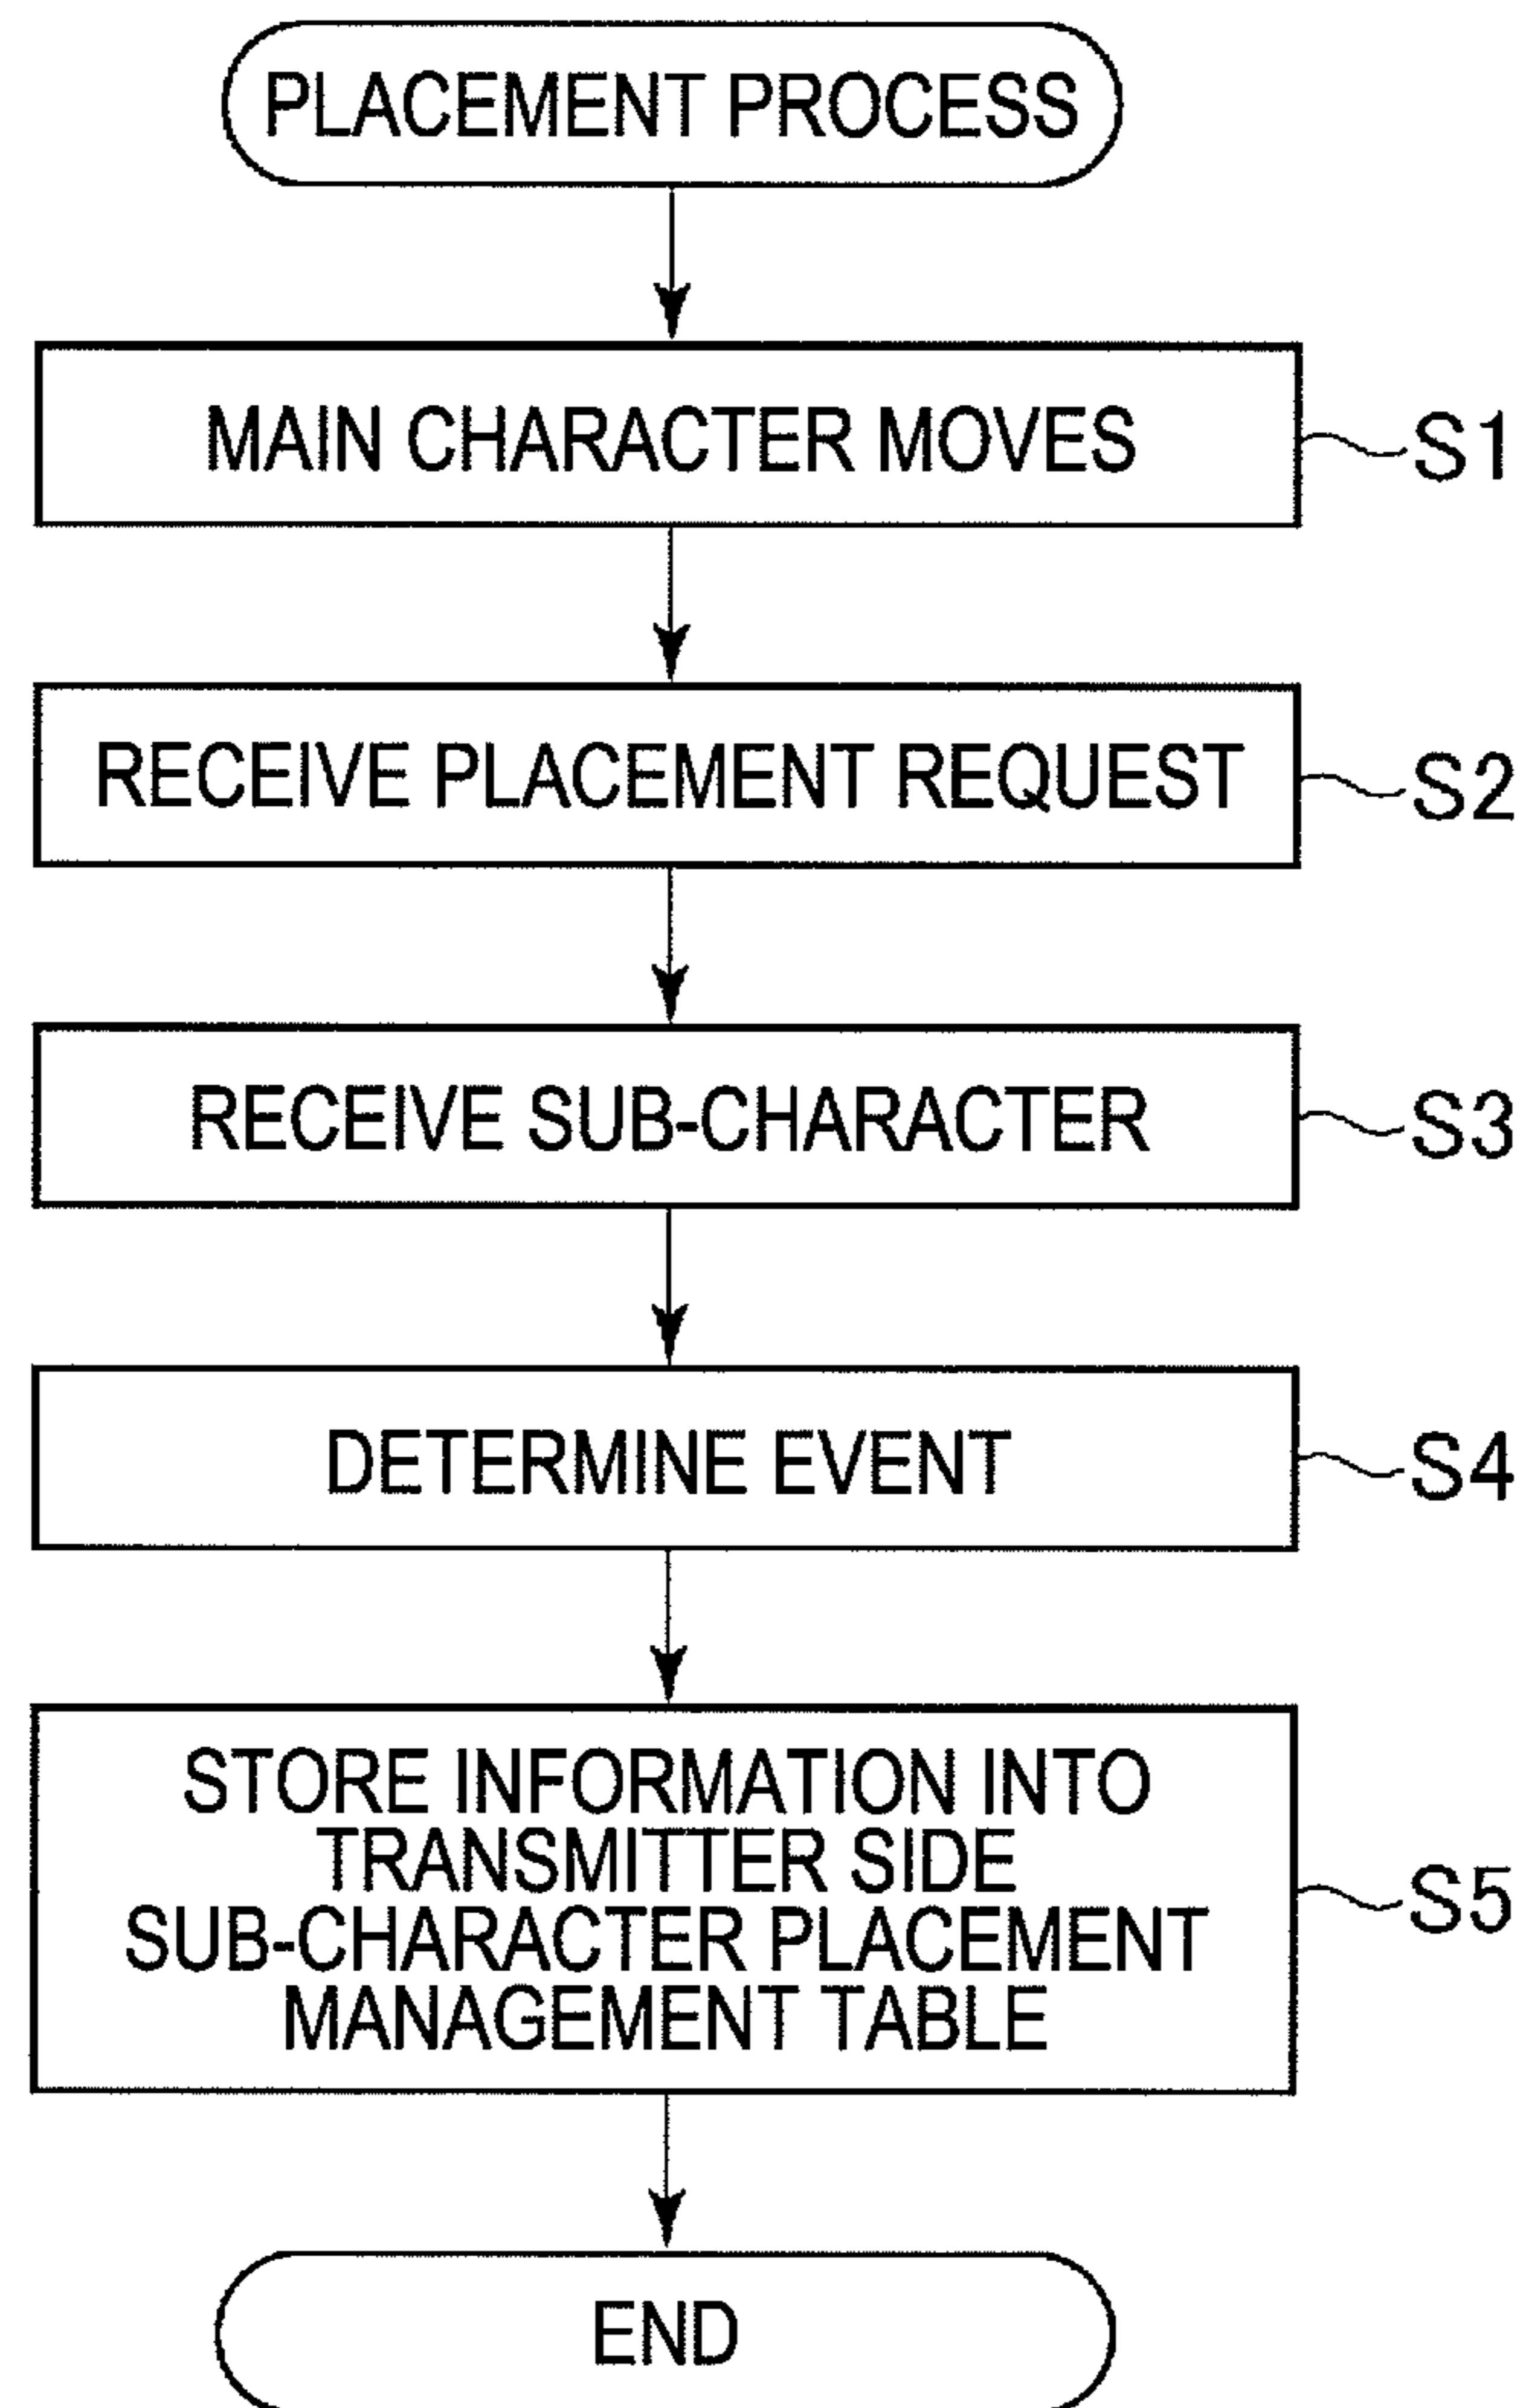 PLACEMENT PROCESS
MAIN CHARACTER MOVES
S1
RECEIVE PLACEMENT REQUEST
S2
RECEIVE SUB-CHARACTER
S3
DETERMINE EVENT
S4
STORE INFORMATION INTO
TRANSMITTER SIDE
SUB-CHARACTER PLACEMENT
MANAGEMENT TABLE
S5
END